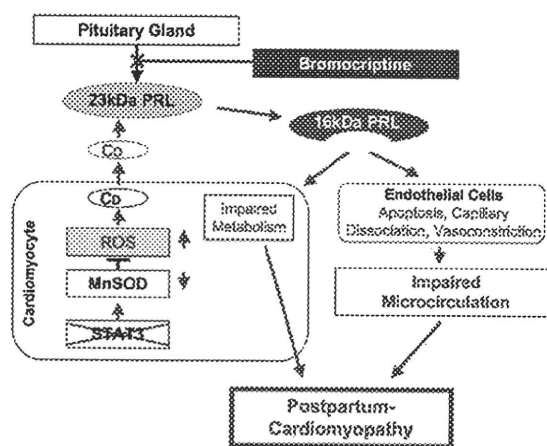 Pituitary Gland
Bromocriptine
23kDa PRL
16kDa PRL
CD
CD
ROS
MnSOD
STAT3
Cardiomyocyte
Impaired
Metabolism
Endothelial Cells
Apoptosis, Capillary
Dissociation, Vasoconstriction
Impaired
Microcirculation
Postpartum-
Cardiomyopathy